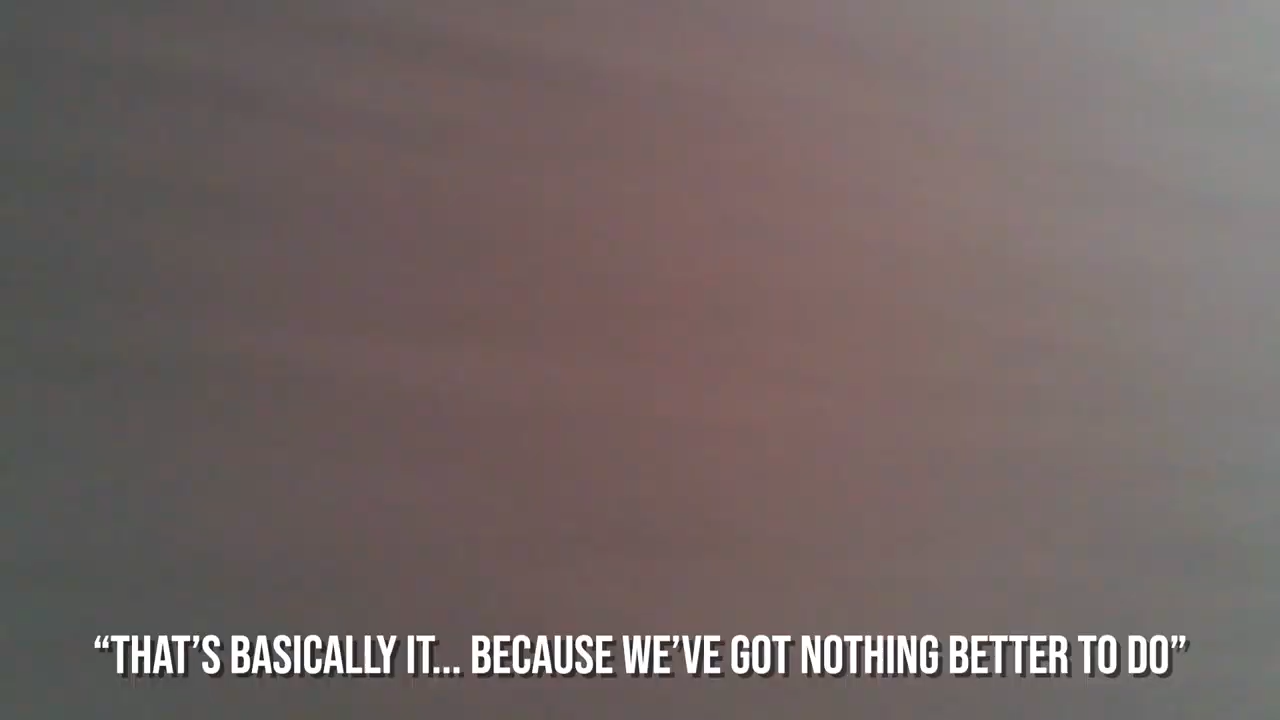 “THAT’S BASICALLY IT... BECAUSE WE’VE GOT NOTHING BETTER TO DO”